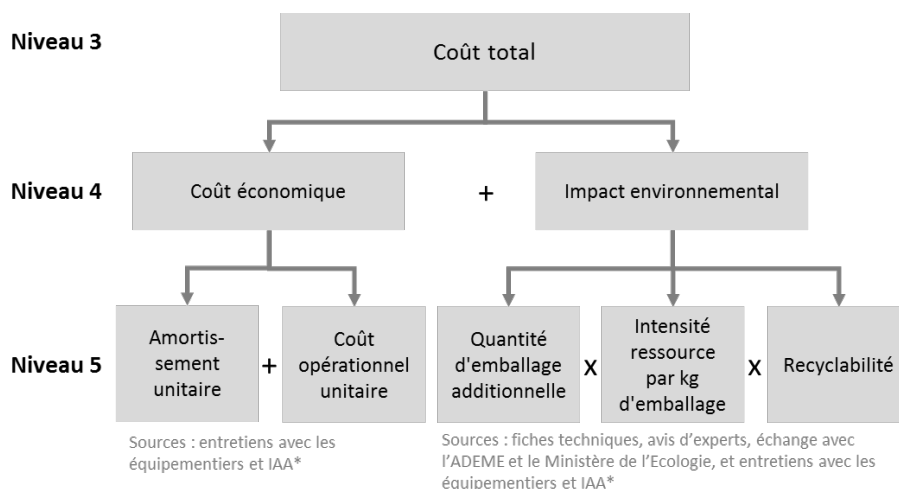 Niveau 3
Coût total
Niveau 4
Coût économique
+
Impact environnemental
Niveau 5
Amortis-
sement
unitaire
+
Coût
opérationnel
unitaire
Quantité
d'emballage
additionnelle
x
Intensité
ressource
par kg
d'emballage
x
Recyclabilité
Sources : entretiens avec les
équipementiers et IAA*
Sources : fiches techniques, avis d’experts, échange avec
l’ADEME et le Ministère de l’Ecologie, et entretiens avec les
équipementiers et IAA*